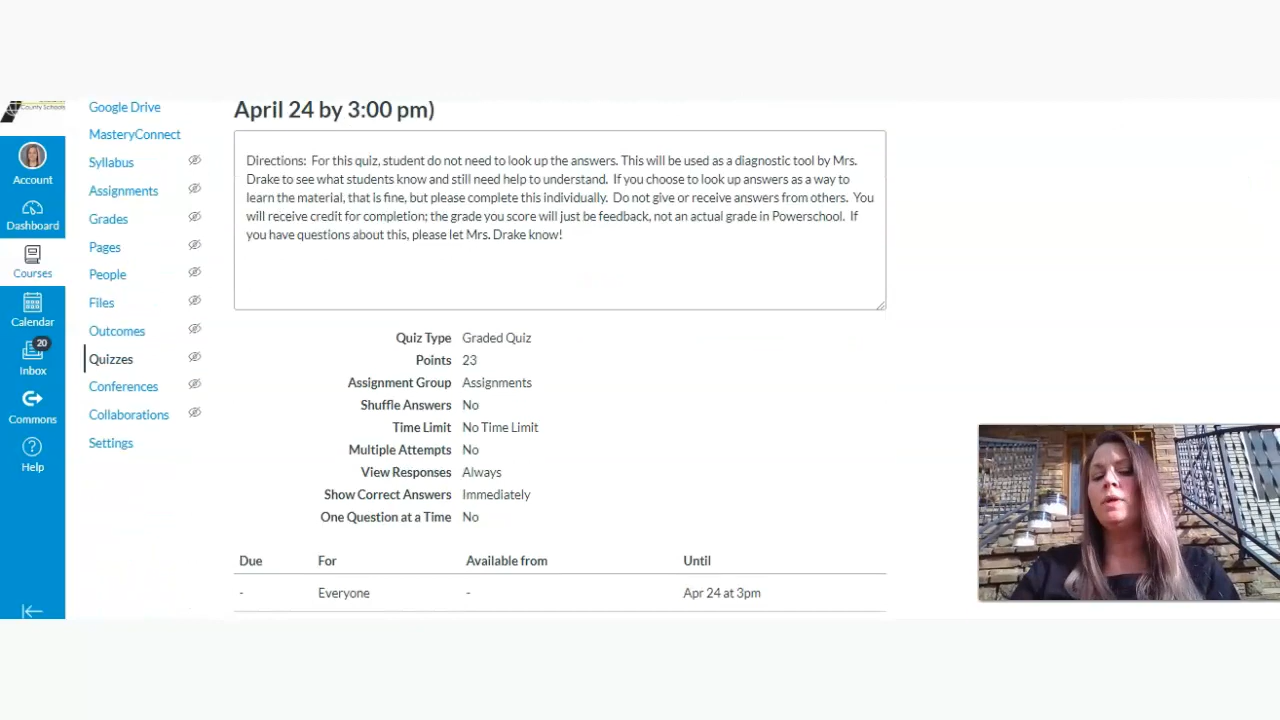 County Schools
Account
Dashboard
Courses
Calendar
20
Inbox
Commons
Help
Google Drive
MasteryConnect
Syllabus
Assignments
Grades
Pages
People
Files
Outcomes
Quizzes
Conferences
Collaborations
Settings
April 24 by 3:00 pm)
Directions: For this quiz, student do not need to look up the answers. This will be used as a diagnostic tool by Mrs.
Drake to see what students know and still need help to understand. If you choose to look up answers as a way to
learn the material, that is fine, but please complete this individually. Do not give or receive answers from others. You
will receive credit for completion; the grade you score will just be feedback, not an actual grade in Powerschool. If
you have questions about this, please let Mrs. Drake know!
Quiz Type Graded Quiz
Points 23
Assignment Group Assignments
Shuffle Answers No
Time Limit No Time Limit
Multiple Attempts No
View Responses Always
Show Correct Answers Immediately
One Question at a Time No
Due For Available from Until
- Everyone - Apr 24 at 3pm